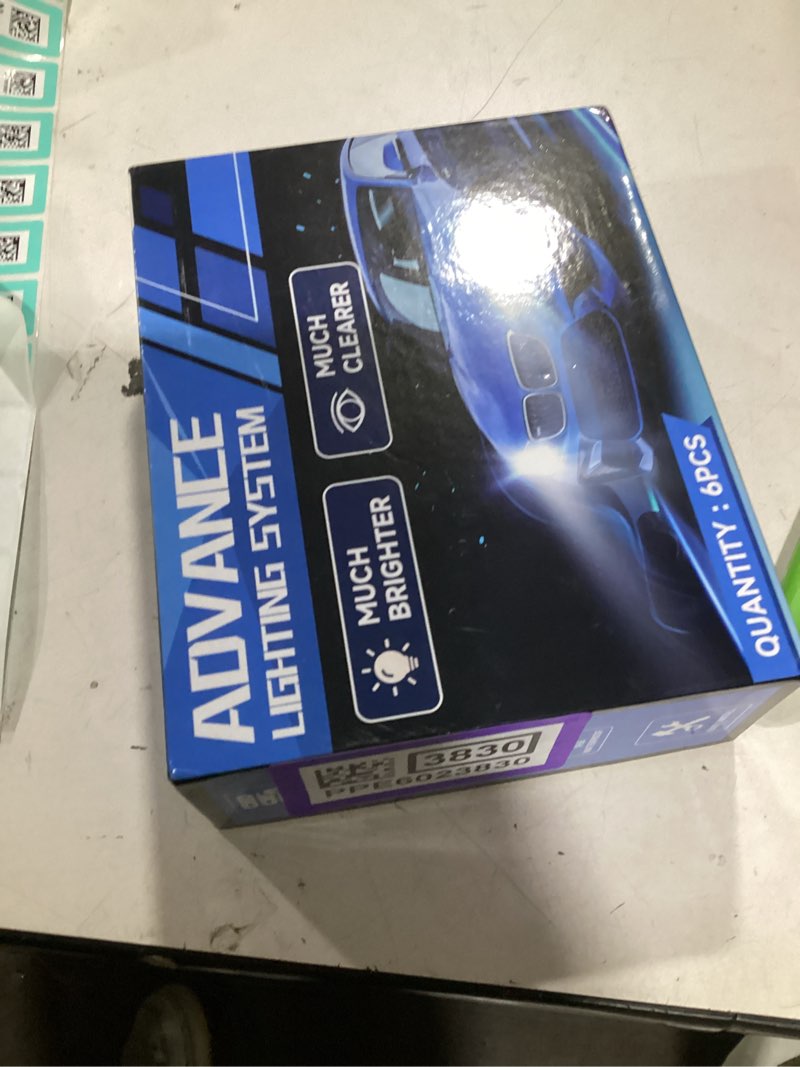 ADVANCE
LIGHTING SYSTEM
MUCH
BRIGHTER
MUCH
CLEARER
QUANTITY : 6PCS
3830
PPE6023830